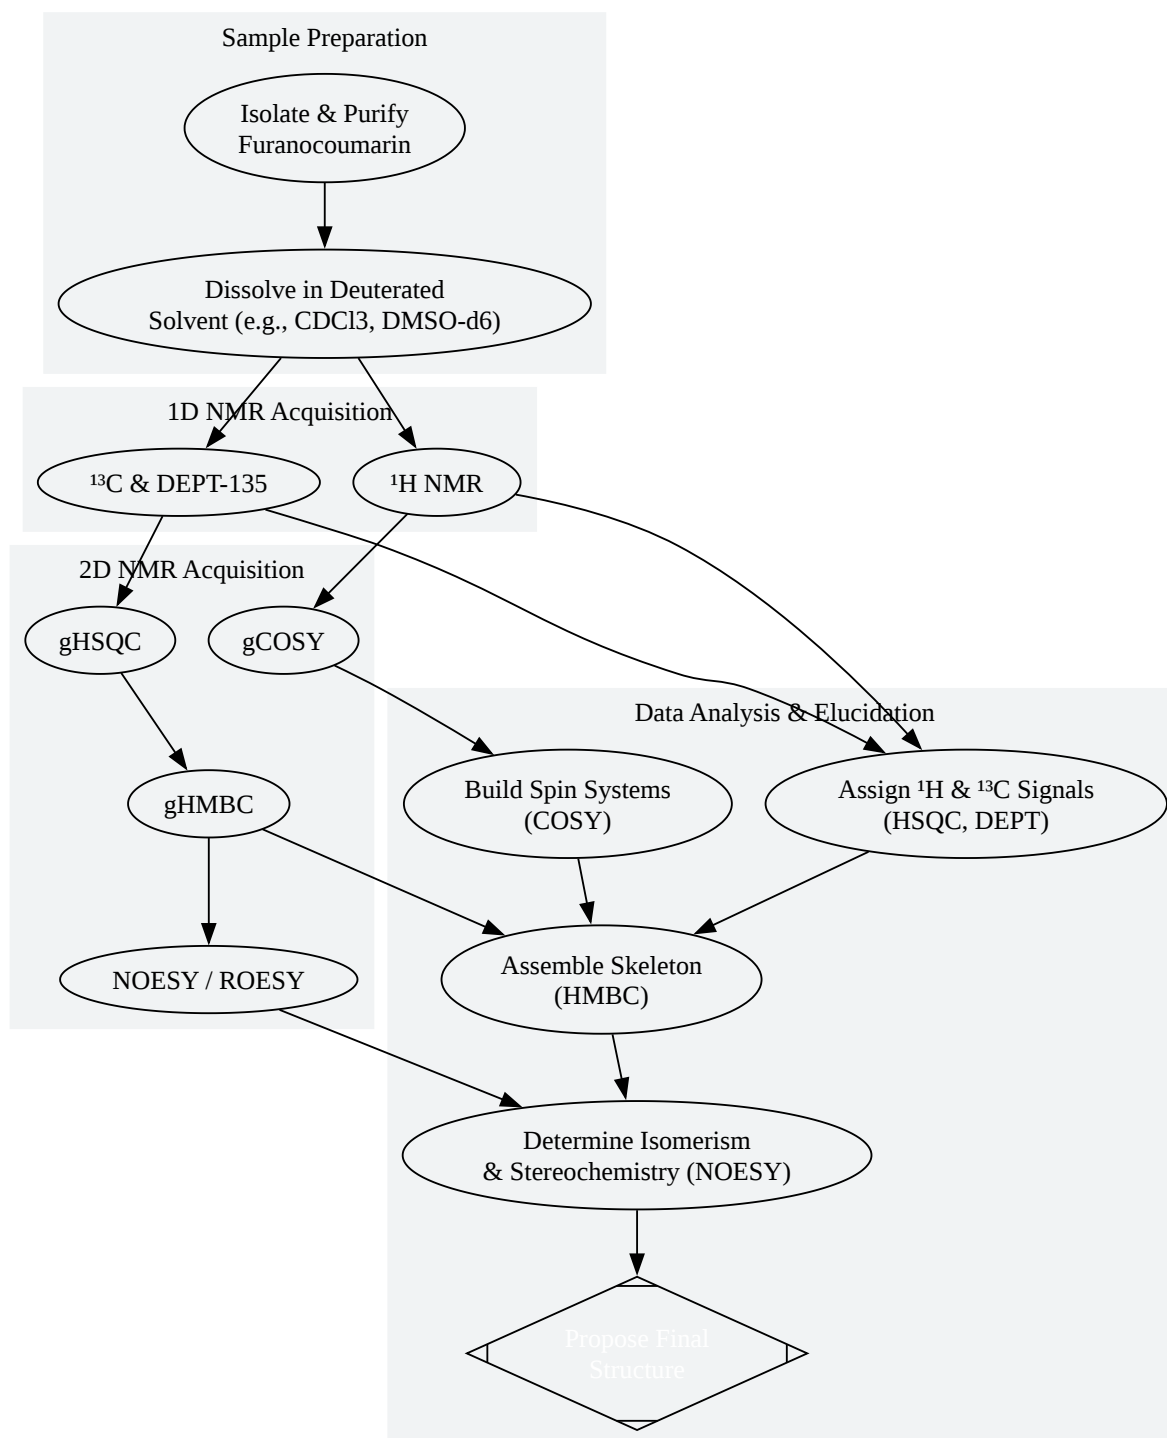 Sample Preparation
Isolate & Purify
Furanocoumarin
Dissolve in Deuterated
Solvent (e.g., CDCl3, DMSO-d6)
1D NMR Acquisition
¹³C & DEPT-135
¹H NMR
2D NMR Acquisition
gHSQC
gCOSY
Data Analysis & Elucidation
gHMBC
Build Spin Systems
(COSY)
Assign ¹H & ¹³C Signals
(HSQC, DEPT)
NOESY / ROESY
Assemble Skeleton
(HMBC)
Determine Isomerism
& Stereochemistry (NOESY)
Propose Final
Structure